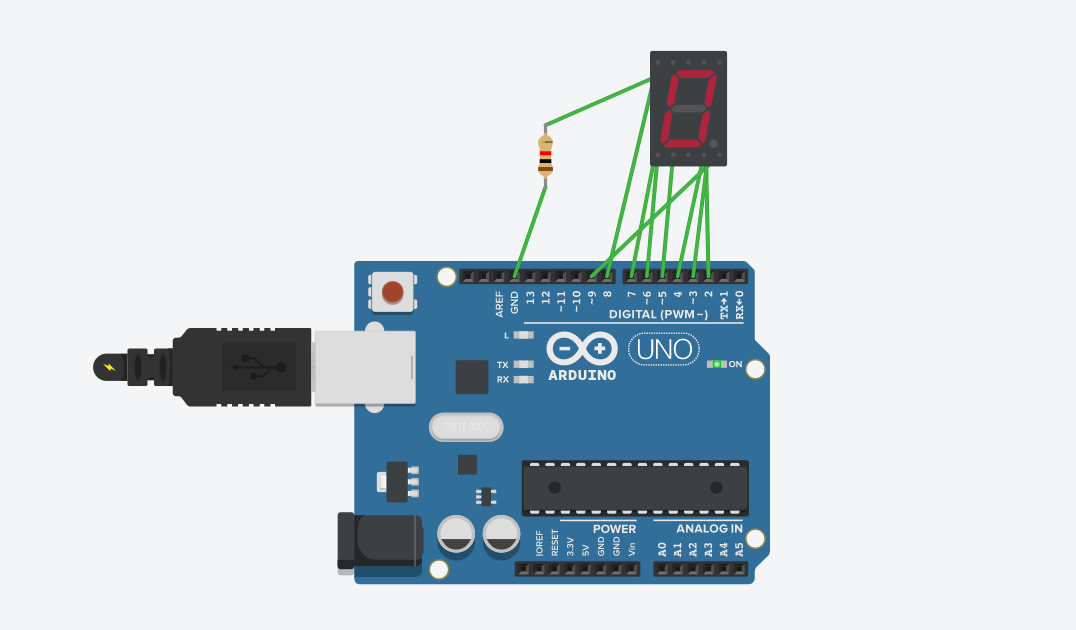 AREF
GND
13
12
~11
~10
~9
8
7
~6
~5
4
~3
2
TX→1
RX←0
DIGITAL (PWM~)
L
TX
RX
UNO
ON
ARDUINO
SPK16.000G
POWER
ANALOG IN
IOREF
RESET
3.3V
5V
GND
GND
Vin
A0
A1
A2
A3
A4
A5